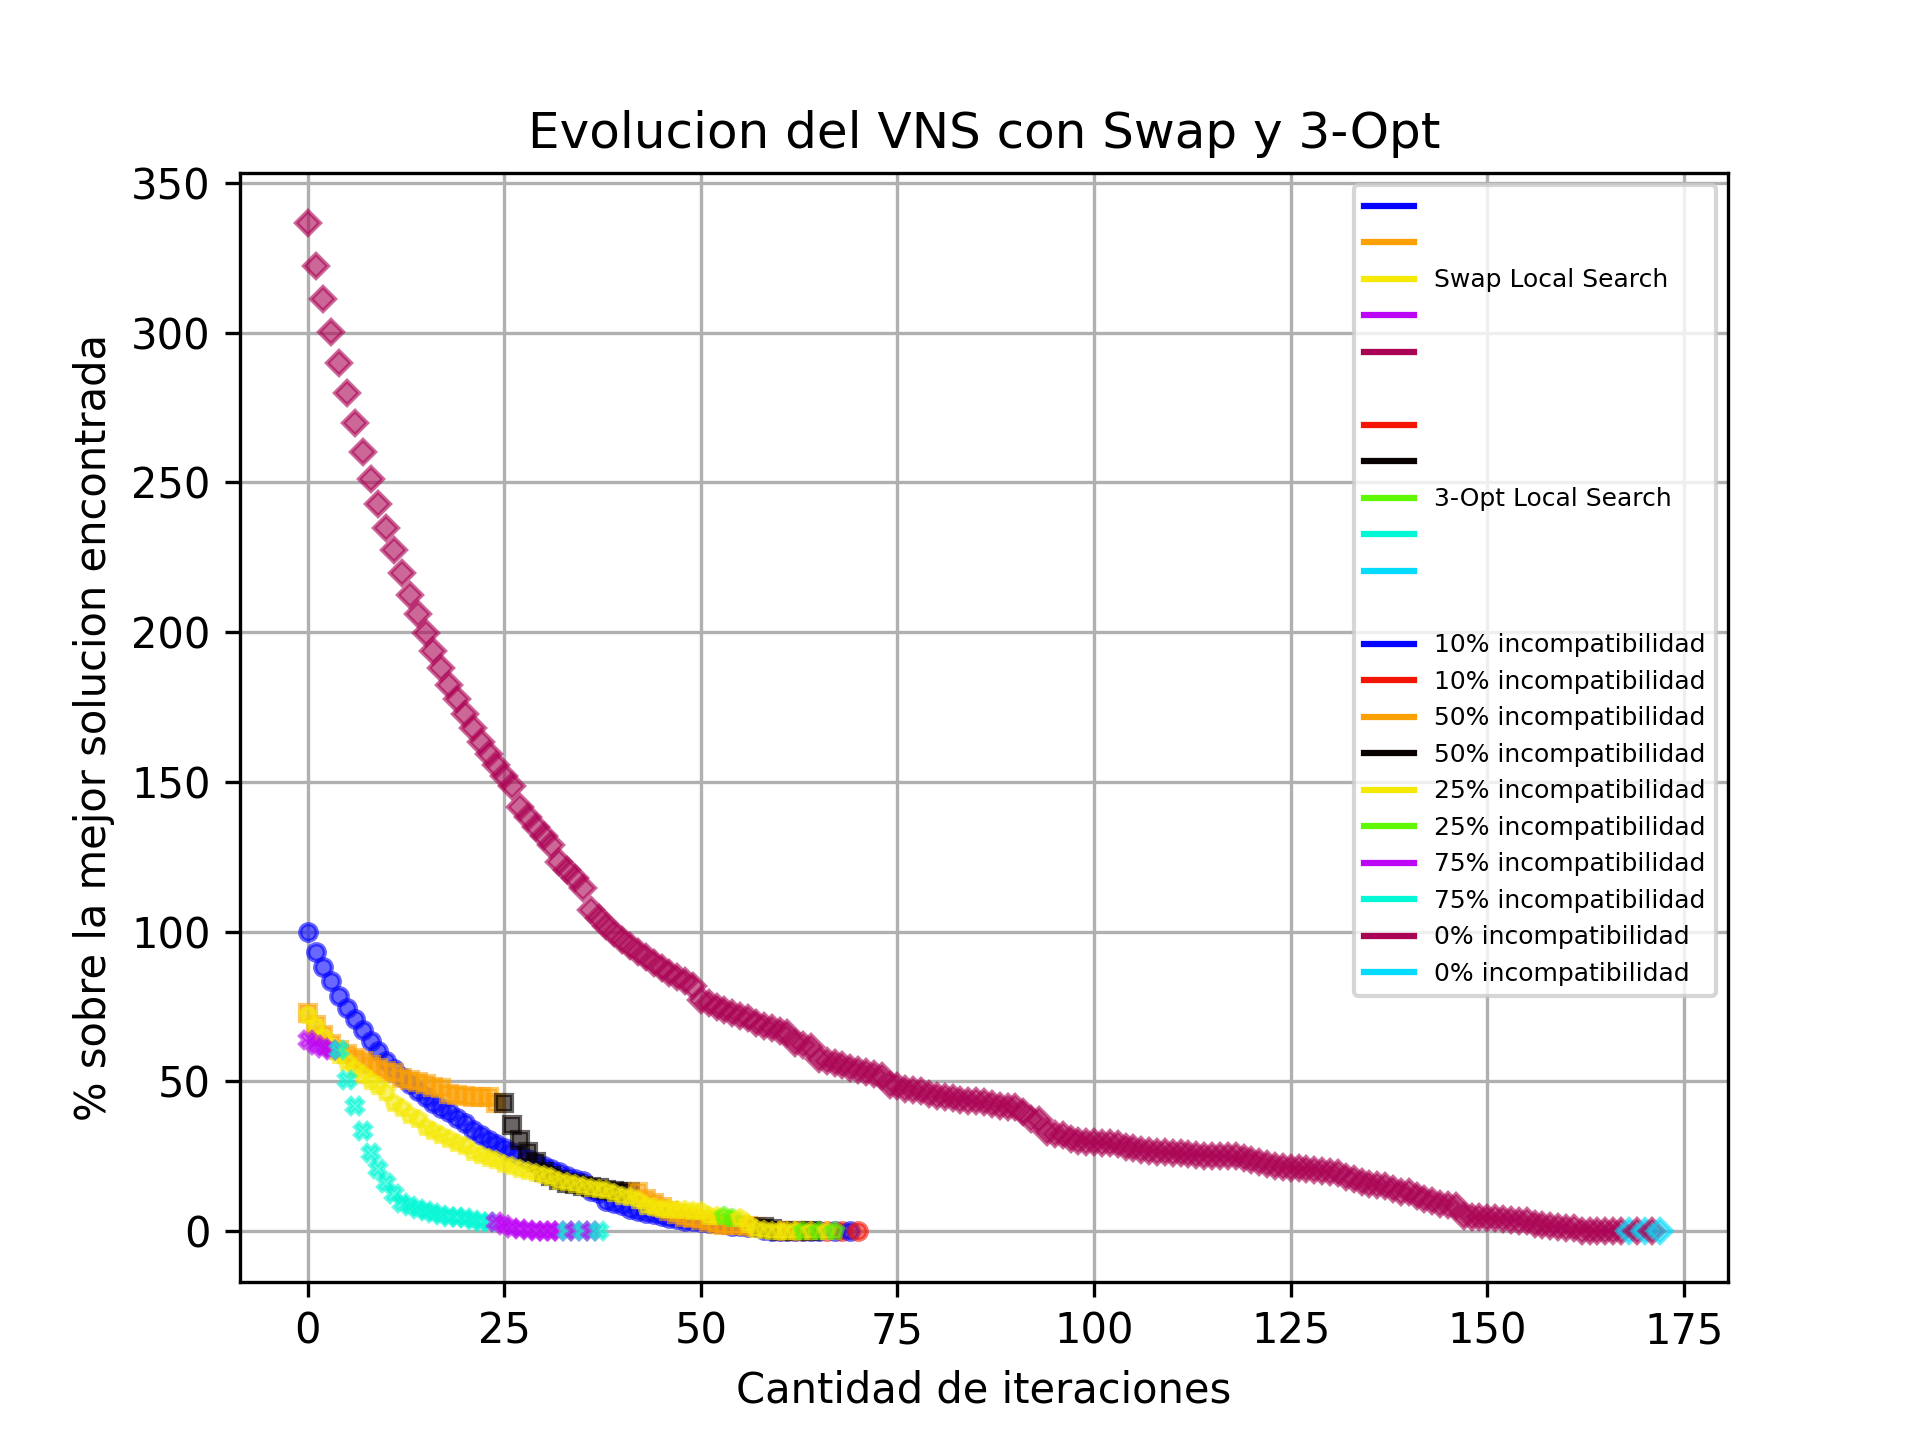 Evolucion del VNS con Swap y 3-Opt
% sobre la mejor solucion encontrada
350
300
250
200
150
100
50
0
Swap Local Search
3-Opt Local Search
10% incompatibilidad
10% incompatibilidad
50% incompatibilidad
50% incompatibilidad
25% incompatibilidad
25% incompatibilidad
75% incompatibilidad
75% incompatibilidad
0% incompatibilidad
0% incompatibilidad
0 25 50 75 100 125 150 175
Cantidad de iteraciones